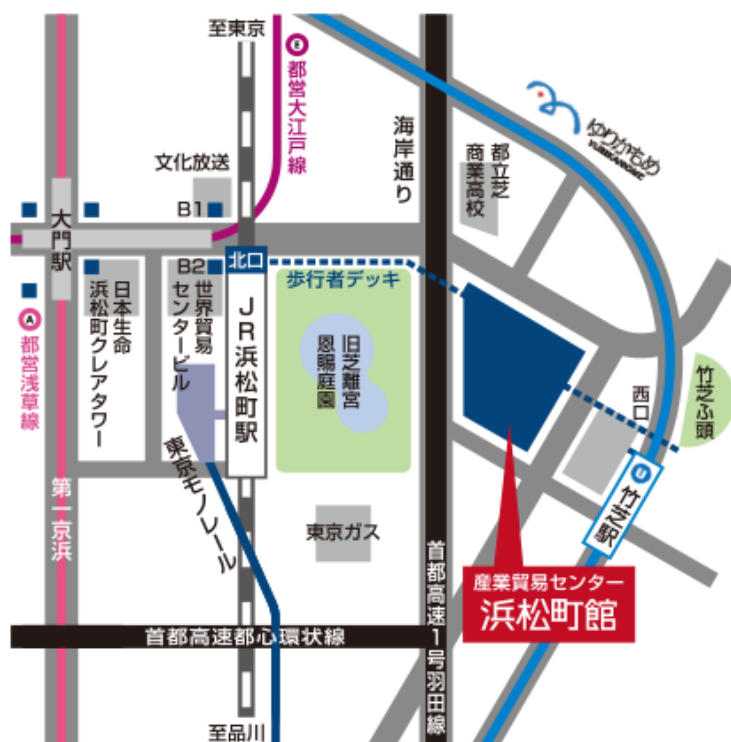 至東京
E
都営大江戸線
海岸通り
ゆりかもめ
YURIKAMOME
都立芝
商業高校
文化放送
B1
大門駅
B2
北口
歩行者デッキ
日本生命
浜松町クレアタワー
世界貿易
センタービル
JR浜松町駅
旧芝離宮
恩賜庭園
A
都営浅草線
西口
竹芝ふ頭
東京モノレール
第一京浜
U
竹芝駅
東京ガス
首都高速1号羽田線
産業貿易センター
浜松町館
首都高速都心環状線
至品川